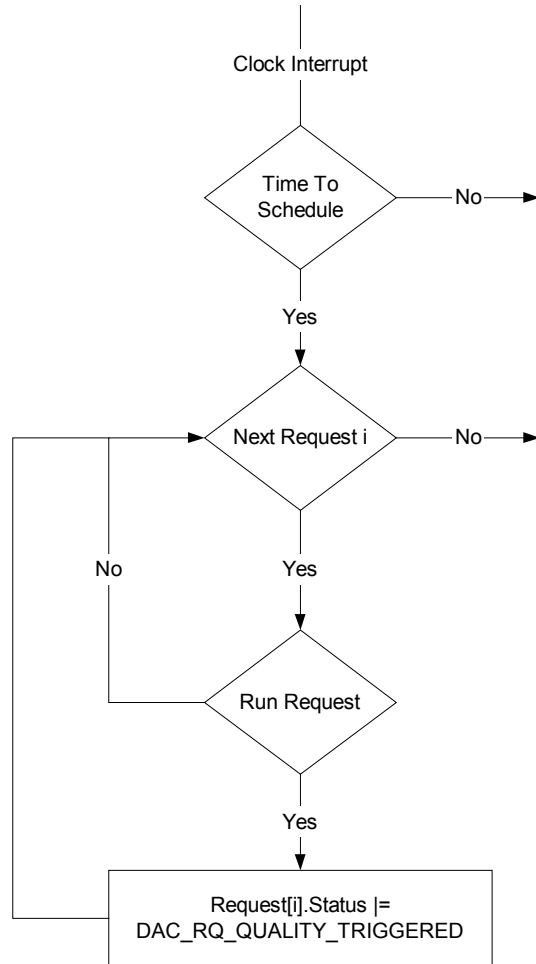 Clock Interrupt
Time To
Schedule
No
Yes
Next Request i
No
No
Yes
Run Request
Yes
Request[i].Status |=
DAC_RQ_QUALITY_TRIGGERED